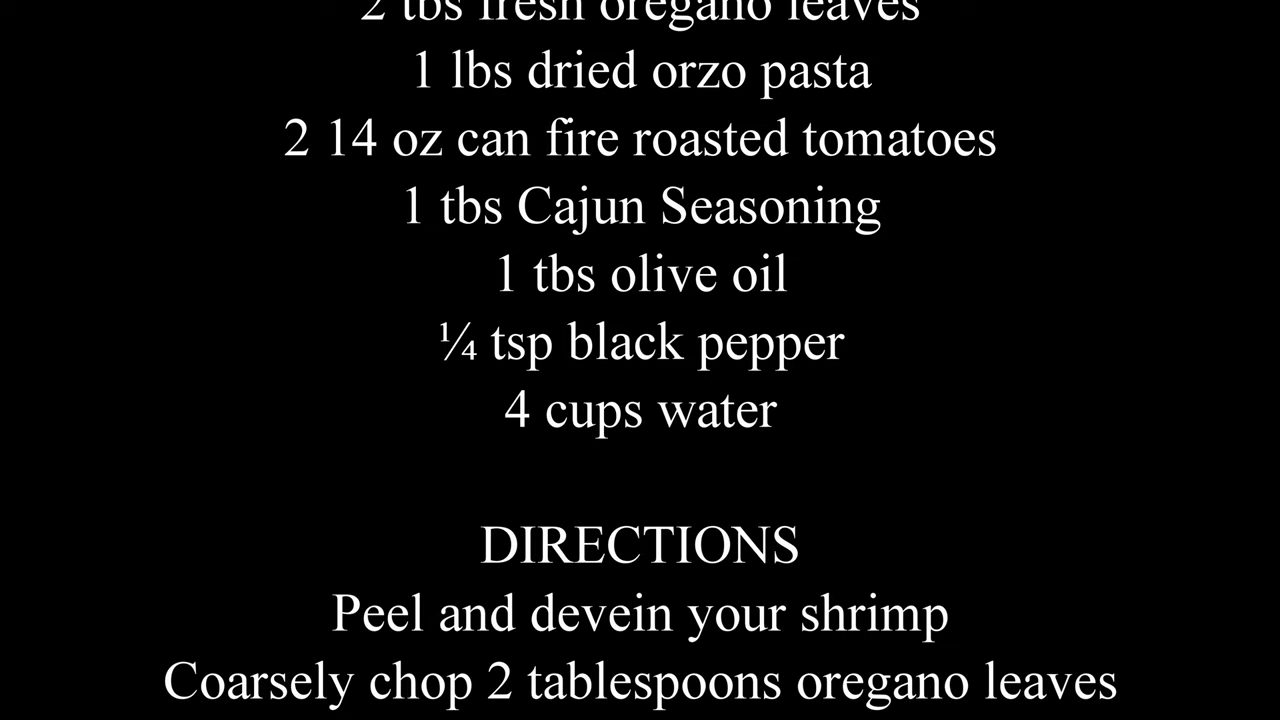 2 tbs fresh oregano leaves
1 lbs dried orzo pasta
2 14 oz can fire roasted tomatoes
1 tbs Cajun Seasoning
1 tbs olive oil
¼ tsp black pepper
4 cups water
DIRECTIONS
Peel and devein your shrimp
Coarsely chop 2 tablespoons oregano leaves